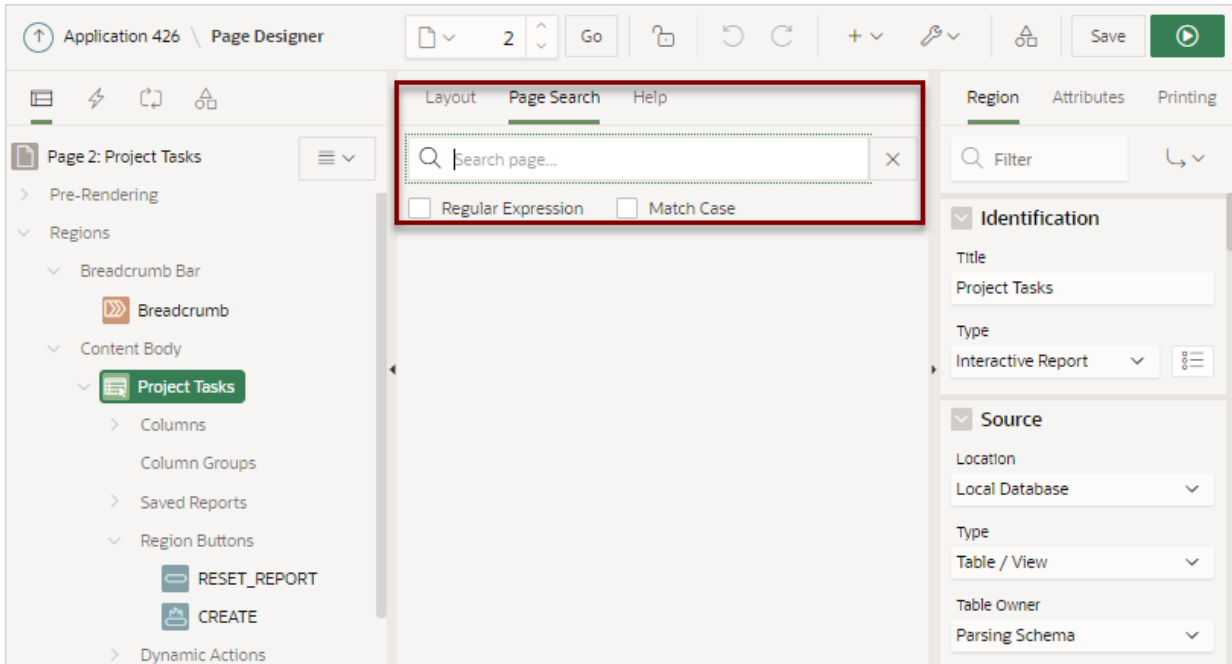 Application 426 \ Page Designer
2
Go
Save
Page 2: Project Tasks
Pre-Rendering
Regions
Breadcrumb Bar
Breadcrumb
Content Body
Project Tasks
Columns
Column Groups
Saved Reports
Region Buttons
RESET_REPORT
CREATE
Dynamic Actions
Layout Page Search Help
Search page...
Regular Expression Match Case
Region Attributes Printing
Filter
Identification
Title
Project Tasks
Type
Interactive Report
Source
Location
Local Database
Type
Table / View
Table Owner
Parsing Schema